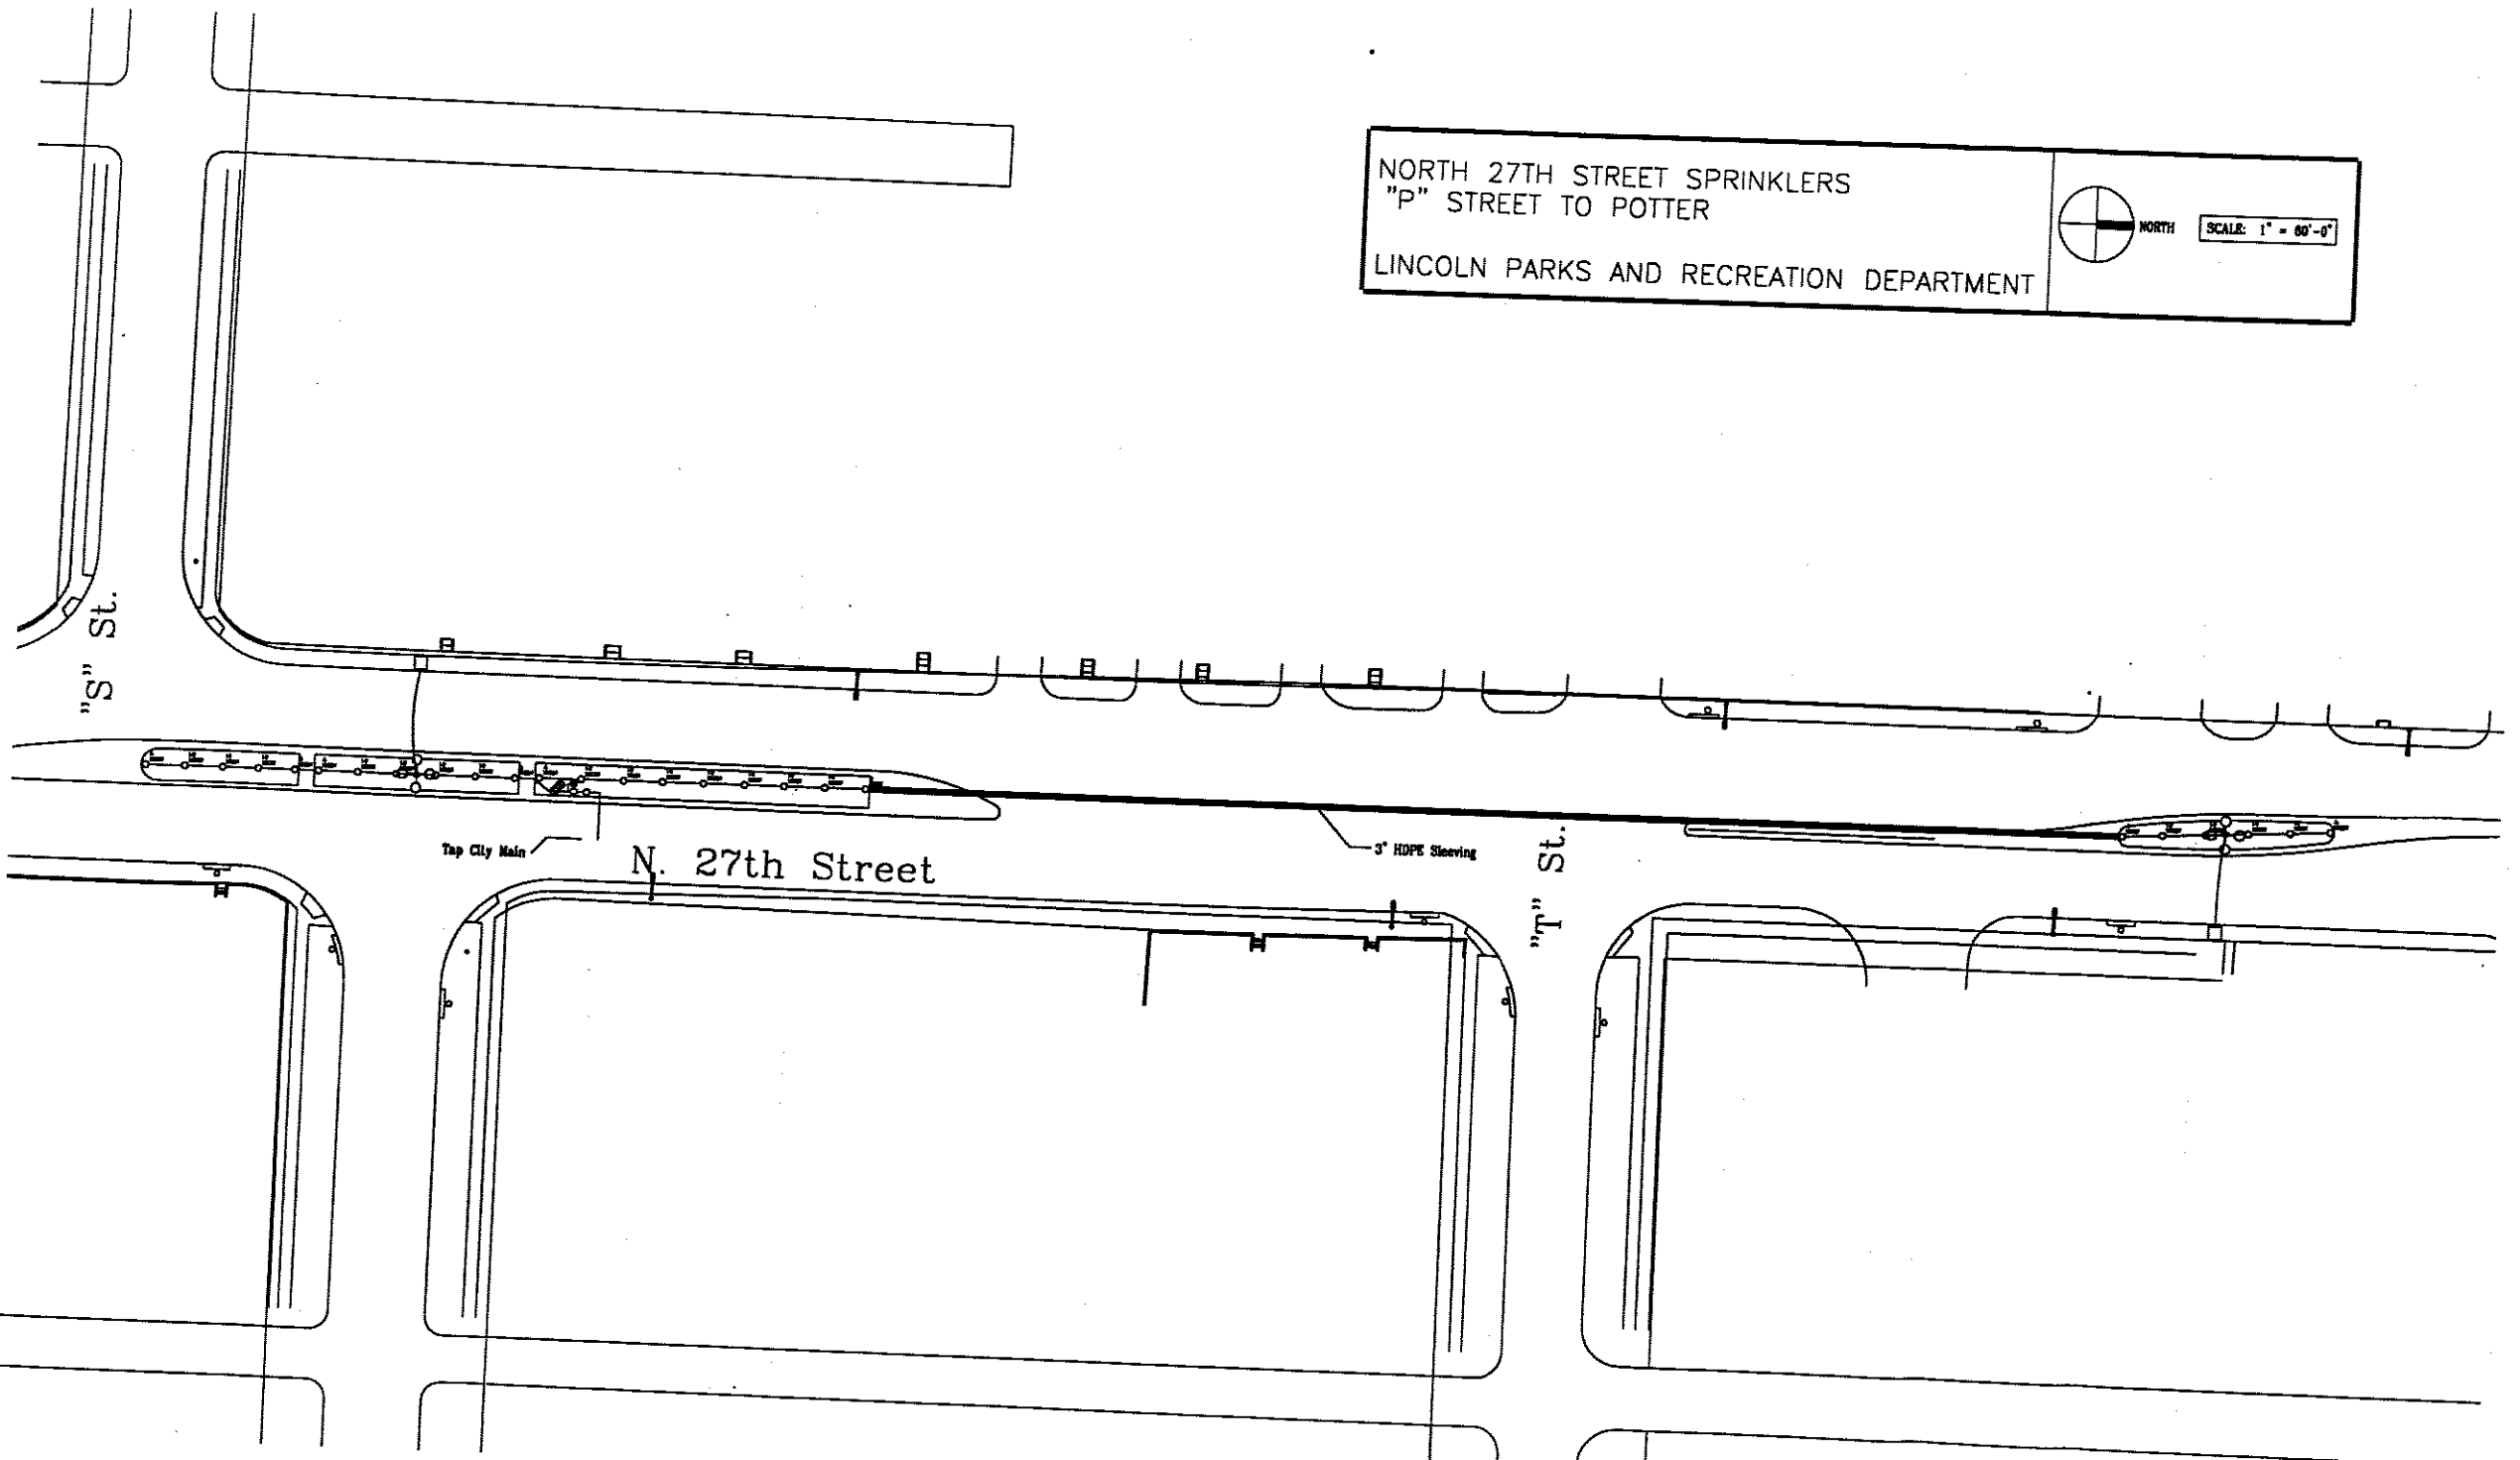 NORTH 27TH STREET SPRINKLERS
"P" STREET TO POTTER
LINCOLN PARKS AND RECREATION DEPARTMENT
NORTH
SCALE: 1" = 60'-0"
"S" St.
Tap City Main
N. 27th Street
3" HDPE Sleeving
"T" St.